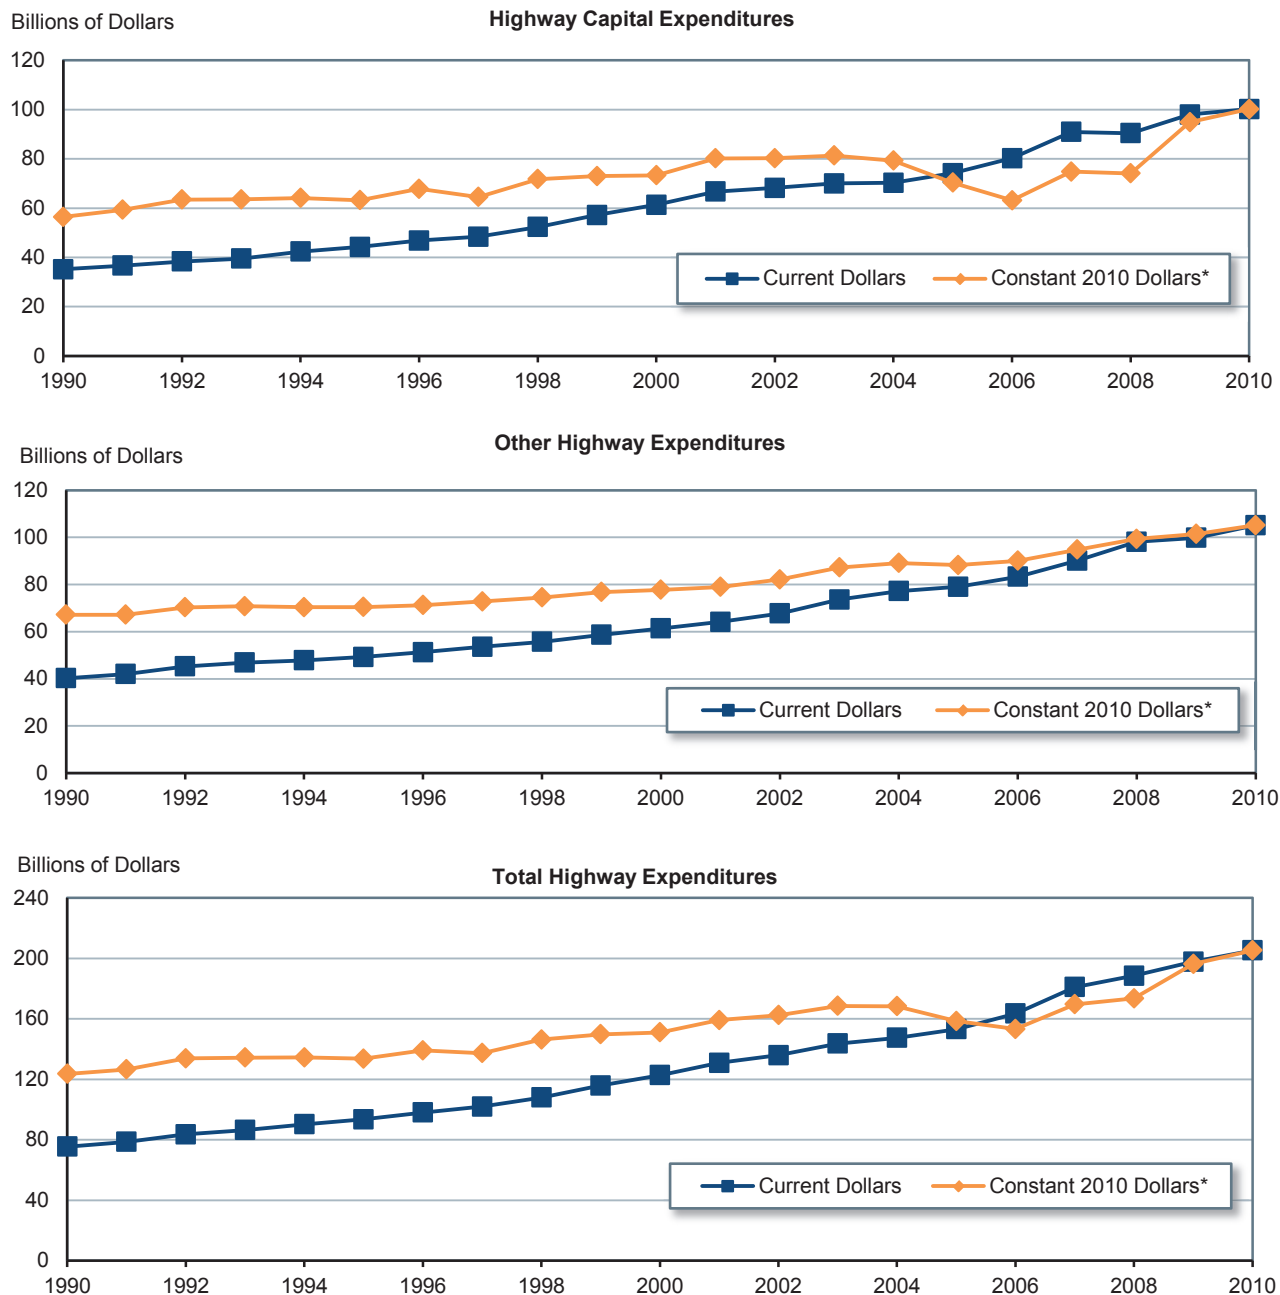 Billions of Dollars
Highway Capital Expenditures
120
100
80
60
40
20
0
Current Dollars Constant 2010 Dollars*
1990 1992 1994 1996 1998 2000 2002 2004 2006 2008 2010
Other Highway Expenditures
Billions of Dollars
120
100
80
60
40
20
0
Current Dollars Constant 2010 Dollars*
1990 1992 1994 1996 1998 2000 2002 2004 2006 2008 2010
Billions of Dollars
Total Highway Expenditures
240
200
160
120
80
40
0
Current Dollars Constant 2010 Dollars*
1990 1992 1994 1996 1998 2000 2002 2004 2006 2008 2010